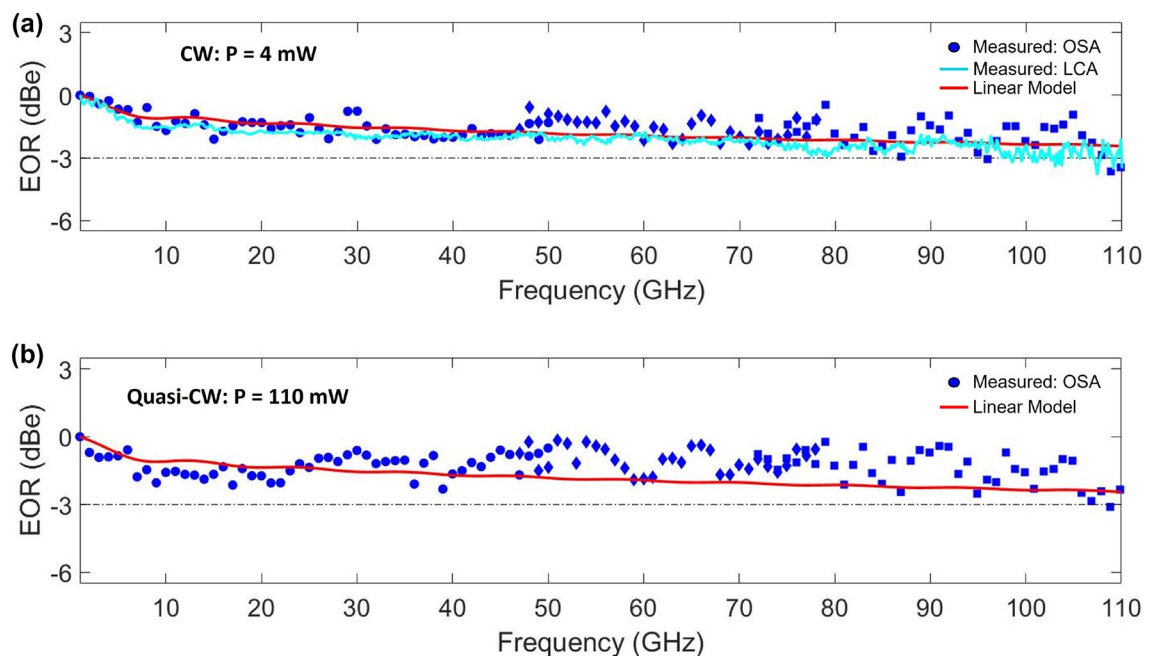 (a)
CW: P = 4 mW
Measured: OSA
Measured: LCA
Linear Model
EOR (dBe)
3
0
-3
-6
10 20 30 40 50 60 70 80 90 100 110
Frequency (GHz)
(b)
Quasi-CW: P = 110 mW
Measured: OSA
Linear Model
EOR (dBe)
3
0
-3
-6
10 20 30 40 50 60 70 80 90 100 110
Frequency (GHz)